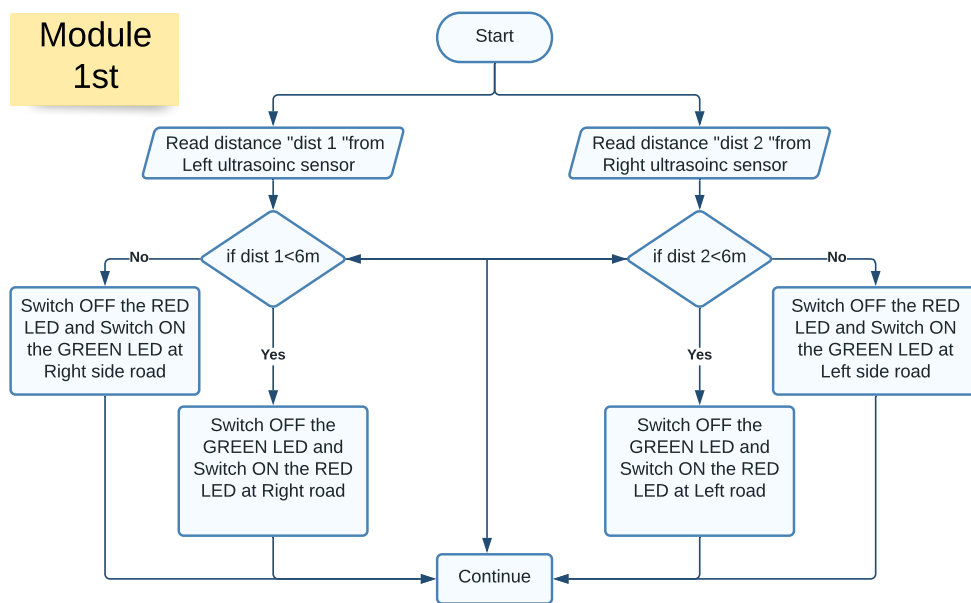 Module
1st
Start
Read distance "dist 1 "from
Left ultrasoinc sensor
Read distance "dist 2 "from
Right ultrasoinc sensor
if dist 1<6m
if dist 2<6m
No
No
Switch OFF the RED
LED and Switch ON
the GREEN LED at
Right side road
Switch OFF the RED
LED and Switch ON
the GREEN LED at
Left side road
Yes
Yes
Switch OFF the
GREEN LED and
Switch ON the RED
LED at Right road
Switch OFF the
GREEN LED and
Switch ON the RED
LED at Left road
Continue